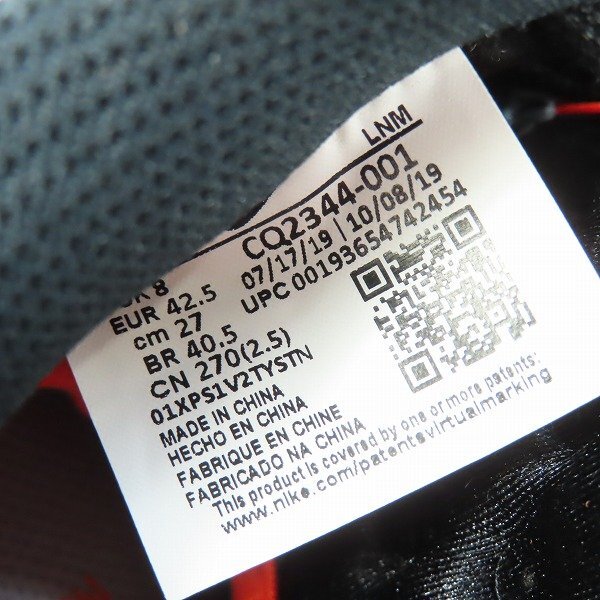 LNM
CQ2344-001
07/17/19 | 10/08/19
UPC 00193654742454
8
EUR 42.5
cm 27
BR 40.5
CN 270(2.5)
01XPS1V2TYSTN
MADE IN CHINA
HECHO EN CHINA
FABRIQUE EN CHINE
FABRICADO NA CHINA
This product is covered by one or more patents:
www.nike.com/patentsvirtualmarking